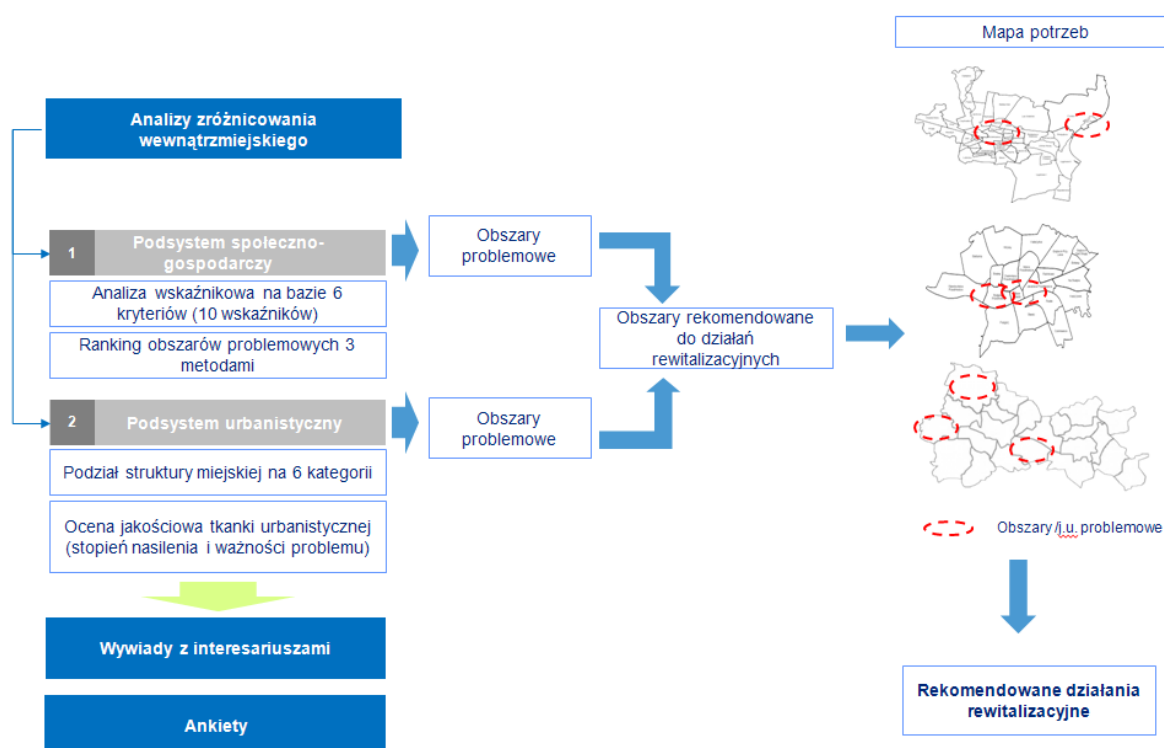 Mapa potrzeb
Analizy zróżnicowania
wewnątrzmiejskiego
1
Podsystem społeczno-
gospodarczy
Analiza wskaźnikowa na bazie 6
kryteriów (10 wskaźników)
Ranking obszarów problemowych 3
metodami
Obszary
problemowe
2
Podsystem urbanistyczny
Podział struktury miejskiej na 6 kategorii
Ocena jakościowa tkanki urbanistycznej
(stopień nasilenia i ważności problemu)
Obszary
problemowe
Obszary rekomendowane
do działań
rewitalizacyjnych
Obszary /j.u. problemowe
Wywiady z interesariuszami
Ankiety
Rekomendowane działania
rewitalizacyjne